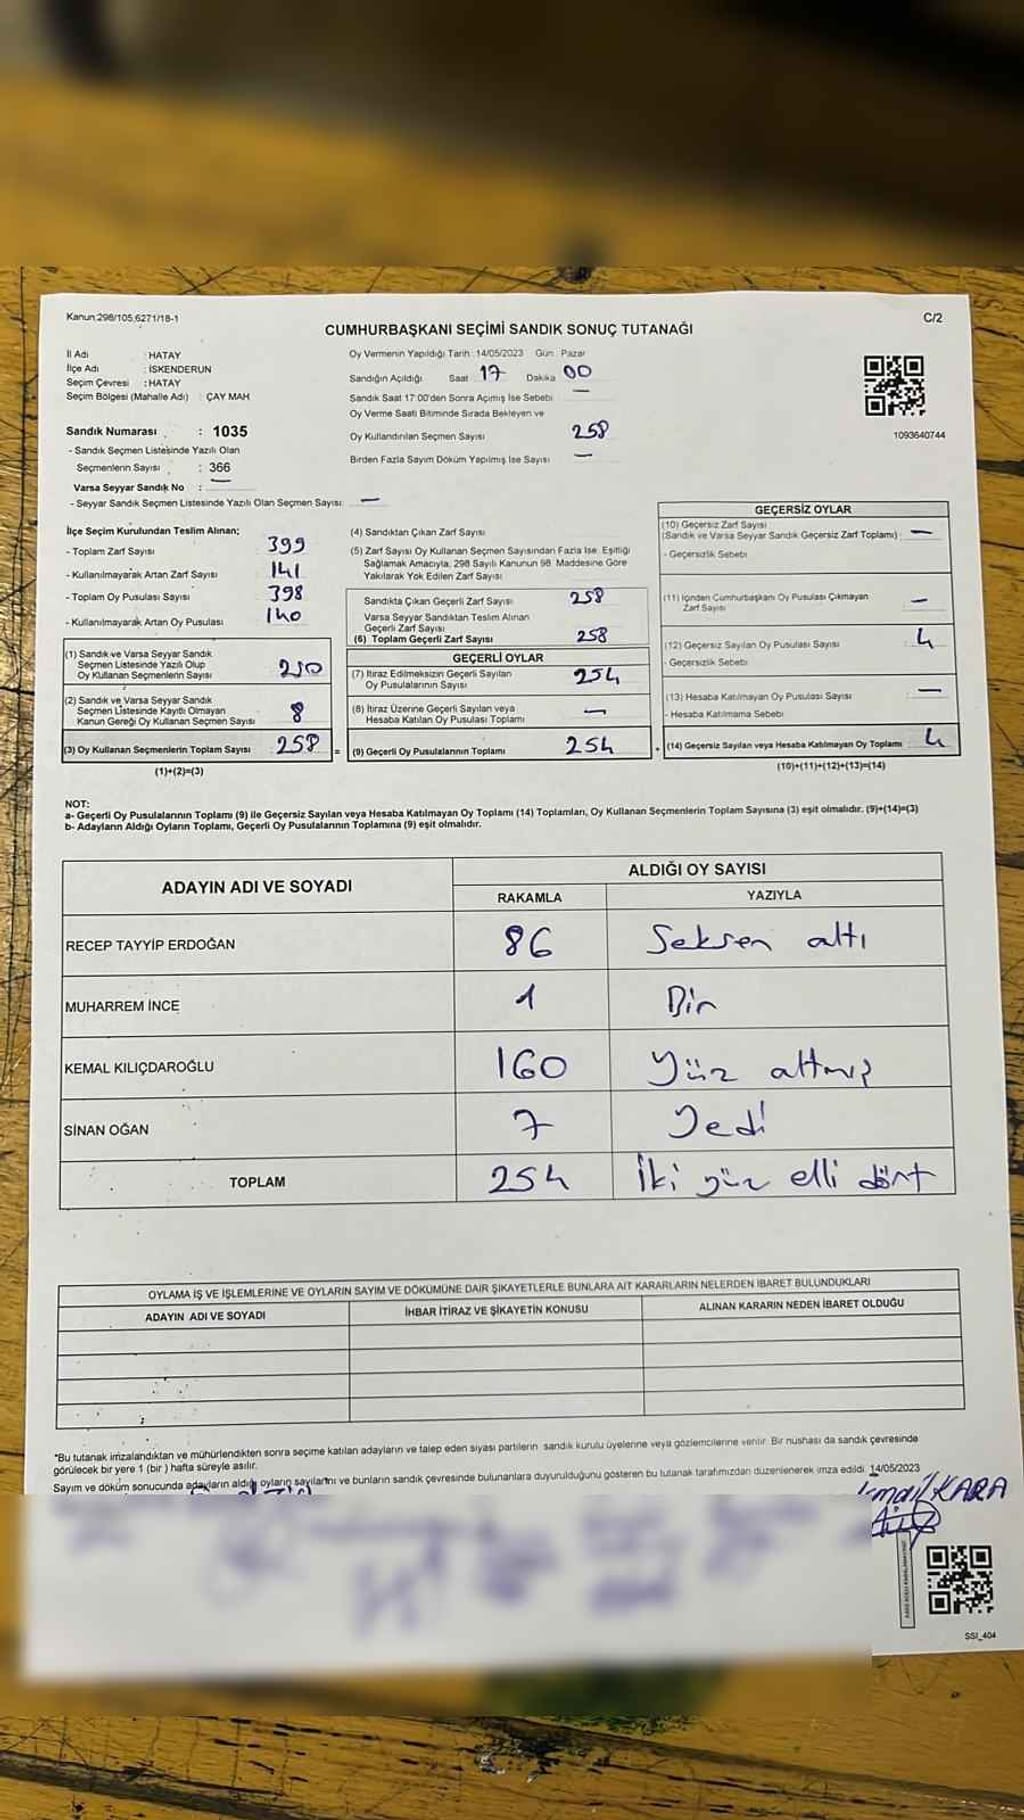 Kanun:298/105,6271/18-1
C/2
CUMHURBAŞKANI SEÇİMİ SANDIK SONUÇ TUTANAĞI
İl Adı : HATAY
İlçe Adı : İSKENDERUN
Seçim Çevresi : HATAY
Seçim Bölgesi (Mahalle Adı) : ÇAY MAH
Oy Vermenin Yapıldığı Tarih : 14/05/2023 Gün : Pazar
Sandığın Açıldığı Saat 17 Dakika 00
Sandık Saat 17:00'den Sonra Açılmış İse Sebebi —
Oy Verme Saati Bitiminde Sırada Bekleyen ve
Oy Kullandırılan Seçmen Sayısı 258
Birden Fazla Sayım Döküm Yapılmış İse Sayısı —
1093640744
Sandık Numarası : 1035
- Sandık Seçmen Listesinde Yazılı Olan
Seçmenlerin Sayısı : 366
Varsa Seyyar Sandık No : —
- Seyyar Sandık Seçmen Listesinde Yazılı Olan Seçmen Sayısı: —
İlçe Seçim Kurulundan Teslim Alınan;
- Toplam Zarf Sayısı 399
- Kullanılmayarak Artan Zarf Sayısı 141
- Toplam Oy Pusulası Sayısı 398
- Kullanılmayarak Artan Oy Pusulası 140
(1) Sandık ve Varsa Seyyar Sandık
Seçmen Listesinde Yazılı Olup
Oy Kullanan Seçmenlerin Sayısı 250
(2) Sandık ve Varsa Seyyar Sandık
Seçmen Listesinde Kayıtlı Olmayan
Kanun Gereği Oy Kullanan Seçmen Sayısı 8
(3) Oy Kullanan Seçmenlerin Toplam Sayısı 258 =
(1)+(2)=(3)
(4) Sandıktan Çıkan Zarf Sayısı
(5) Zarf Sayısı Oy Kullanan Seçmen Sayısından Fazla İse, Eşitliği
Sağlamak Amacıyla, 298 Sayılı Kanunun 98. Maddesine Göre
Yakılarak Yok Edilen Zarf Sayısı
Sandıkta Çıkan Geçerli Zarf Sayısı 258
Varsa Seyyar Sandıktan Teslim Alınan
Geçerli Zarf Sayısı
(6) Toplam Geçerli Zarf Sayısı 258
GEÇERLİ OYLAR
(7) İtiraz Edilmeksizin Geçerli Sayılan
Oy Pusulalarının Sayısı 254
(8) İtiraz Üzerine Geçerli Sayılan veya
Hesaba Katılan Oy Pusulası Toplamı —
(9) Geçerli Oy Pusulalarının Toplamı 254
GEÇERSİZ OYLAR
(10) Geçersiz Zarf Sayısı
(Sandık ve Varsa Seyyar Sandık Geçersiz Zarf Toplamı) —
- Geçersizlik Sebebi
(11) İçinden Cumhurbaşkanı Oy Pusulası Çıkmayan
Zarf Sayısı —
(12) Geçersiz Sayılan Oy Pusulası Sayısı 4
- Geçersizlik Sebebi
(13) Hesaba Katılmayan Oy Pusulası Sayısı —
- Hesaba Katılmama Sebebi
(14) Geçersiz Sayılan veya Hesaba Katılmayan Oy Toplamı 4
(10)+(11)+(12)+(13)=(14)
NOT:
a- Geçerli Oy Pusulalarının Toplamı (9) ile Geçersiz Sayılan veya Hesaba Katılmayan Oy Toplamı (14) Toplamları, Oy Kullanan Seçmenlerin Toplam Sayısına (3) eşit olmalıdır. (9)+(14)=(3)
b- Adayların Aldığı Oyların Toplamı, Geçerli Oy Pusulalarının Toplamına (9) eşit olmalıdır.
ADAYIN ADI VE SOYADI ALDIĞI OY SAYISI
RAKAMLA YAZIYLA
RECEP TAYYİP ERDOĞAN 86 Seksen altı
MUHARREM İNCE 1 Bir
KEMAL KILIÇDAROĞLU 160 Yüz altmış
SİNAN OĞAN 7 Yedi
TOPLAM 254 İki yüz elli dört
OYLAMA İŞ VE İŞLEMLERİNE VE OYLARIN SAYIM VE DÖKÜMÜNE DAİR ŞİKAYETLERLE BUNLARA AİT KARARLARIN NELERDEN İBARET BULUNDUKLARI
ADAYIN ADI VE SOYADI İHBAR İTİRAZ VE ŞİKAYETİN KONUSU ALINAN KARARIN NEDEN İBARET OLDUĞU
*Bu tutanak imzalandıktan ve mühürlendikten sonra seçime katılan adayların ve talep eden siyasi partilerin sandık kurulu üyelerine veya gözlemcilerine verilir. Bir nüshası da sandık çevresinde
görülecek bir yere 1 (bir) hafta süreyle asılır.
Sayım ve döküm sonucunda adayların aldığı oyların sayılarını ve bunların sandık çevresinde bulunanlara duyurulduğunu gösteren bu tutanak tarafımızdan düzenlenerek imza edildi. 14/05/2023
İsmail KARA
SSI_404